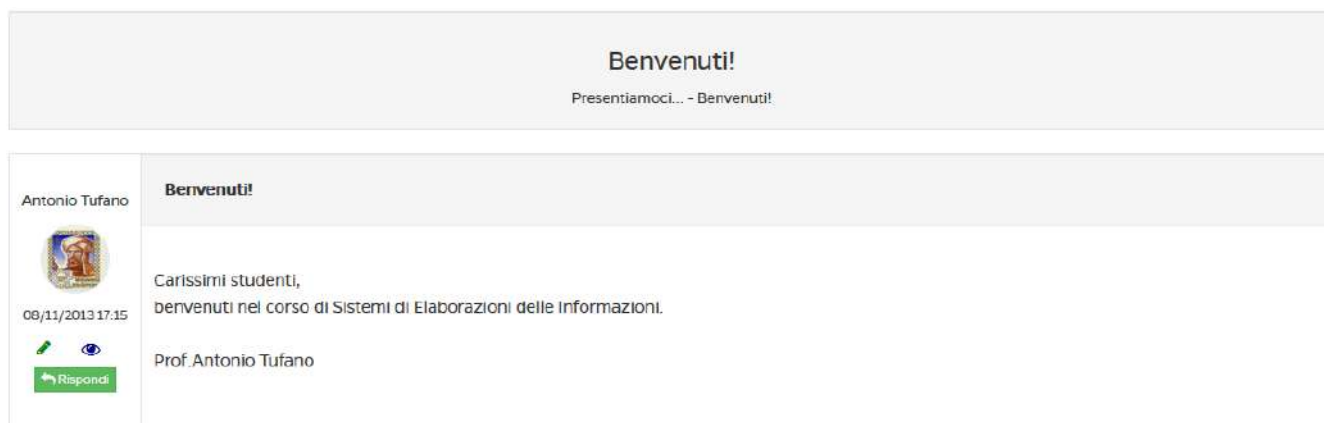 Benvenuti!
Presentiamoci... - Benvenuti!
Antonio Tufano
Benvenuti!
08/11/2013 17:15
Rispondi
Carissimi studenti,
benvenuti nel corso di Sistemi di Elaborazioni delle Informazioni.
Prof.Antonio Tufano